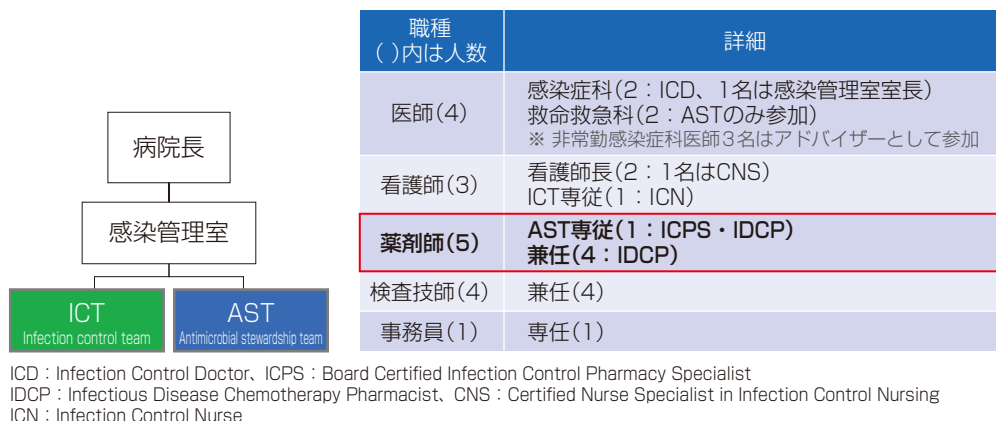 病院長
感染管理室
ICT
Infection control team
AST
Antimicrobial stewardship team
職種
( )内は人数
詳細
医師(4)
感染症科(2：ICD、1名は感染管理室室長)
救命救急科(2：ASTのみ参加)
※ 非常勤感染症科医師3名はアドバイザーとして参加
看護師(3)
看護師長(2：1名はCNS)
ICT専従(1：ICN)
薬剤師(5)
AST専従(1：ICPS・IDCP)
兼任(4：IDCP)
検査技師(4)
兼任(4)
事務員(1)
専任(1)
ICD：Infection Control Doctor、ICPS：Board Certified Infection Control Pharmacy Specialist
IDCP：Infectious Disease Chemotherapy Pharmacist、CNS：Certified Nurse Specialist in Infection Control Nursing
ICN：Infection Control Nurse